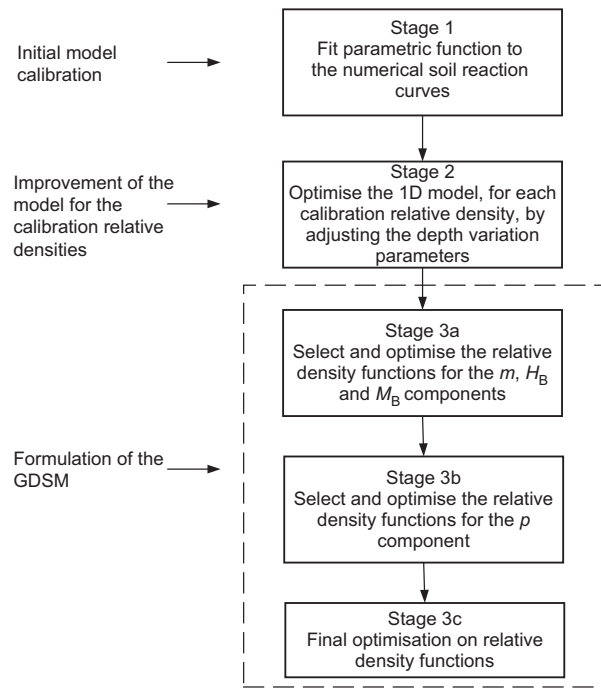 Initial model
calibration
Stage 1
Fit parametric function to
the numerical soil reaction
curves
Improvement of the
model for the
calibration relative
densities
Stage 2
Optimise the 1D model, for each
calibration relative density, by
adjusting the depth variation
parameters
Formulation of the
GDSM
Stage 3a
Select and optimise the relative
density functions for the m, HB
and MB components
Stage 3b
Select and optimise the relative
density functions for the p
component
Stage 3c
Final optimisation on relative
density functions